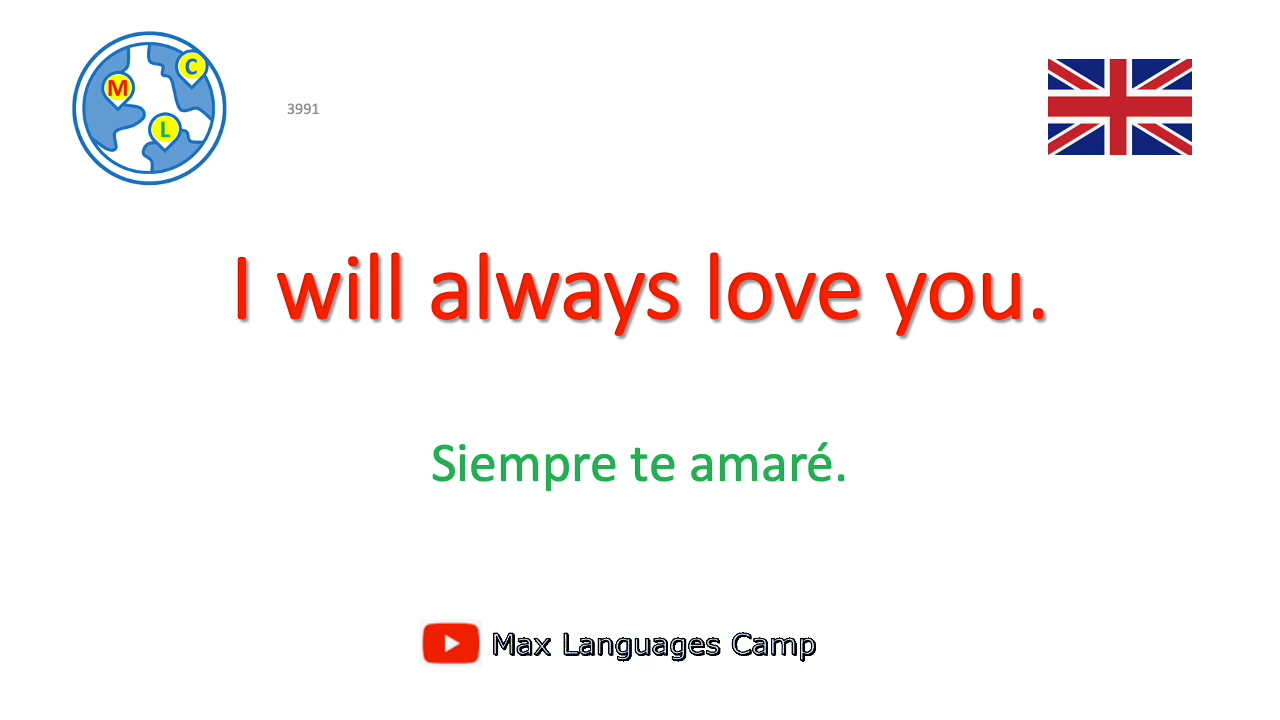 M
C
L
3991
I will always love you.
Siempre te amaré.
Max Languages Camp